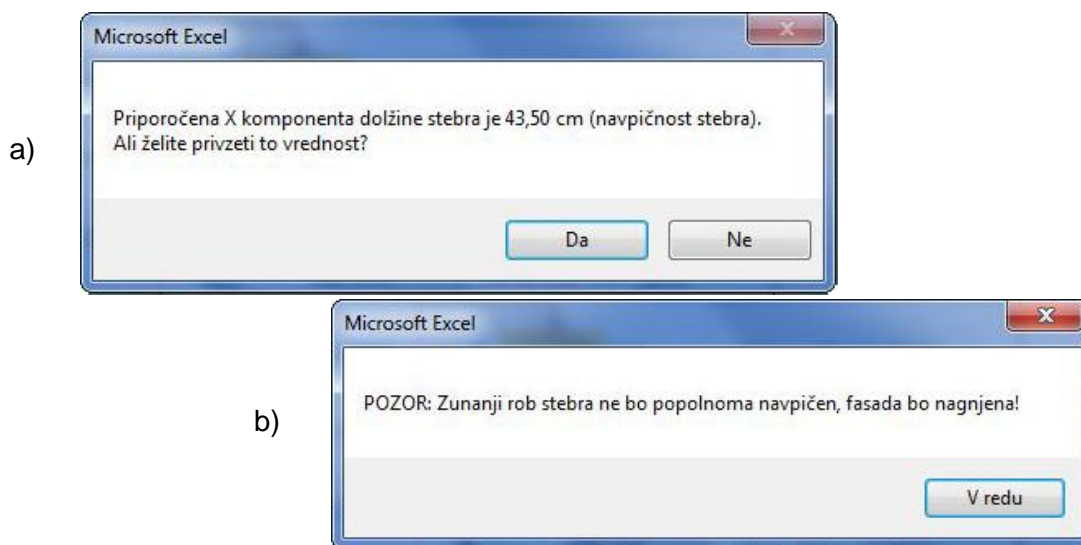 Microsoft Excel
a)
Priporočena X komponenta dolžine stebra je 43,50 cm (navpičnost stebra).
Ali želite privzeti to vrednost?
Da
Ne
Microsoft Excel
b)
POZOR: Zunanji rob stebra ne bo popolnoma navpičen, fasada bo nagnjena!
V redu